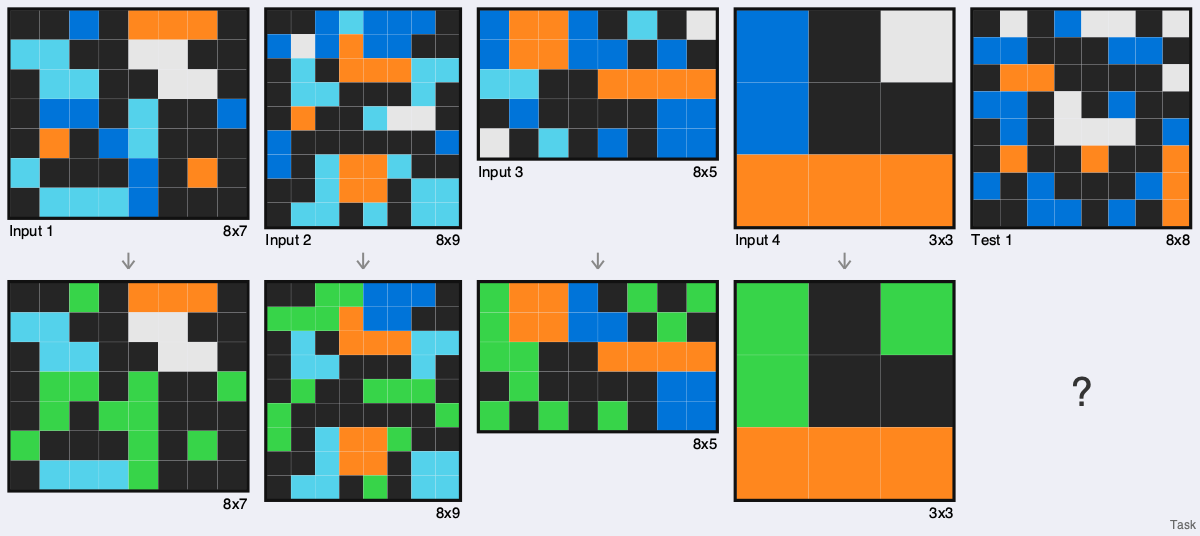 Input 1 8x7
Input 2 8x9
Input 3 8x5
Input 4 3x3
Test 1 8x8
8x7
8x9
8x5
3x3
?
Task